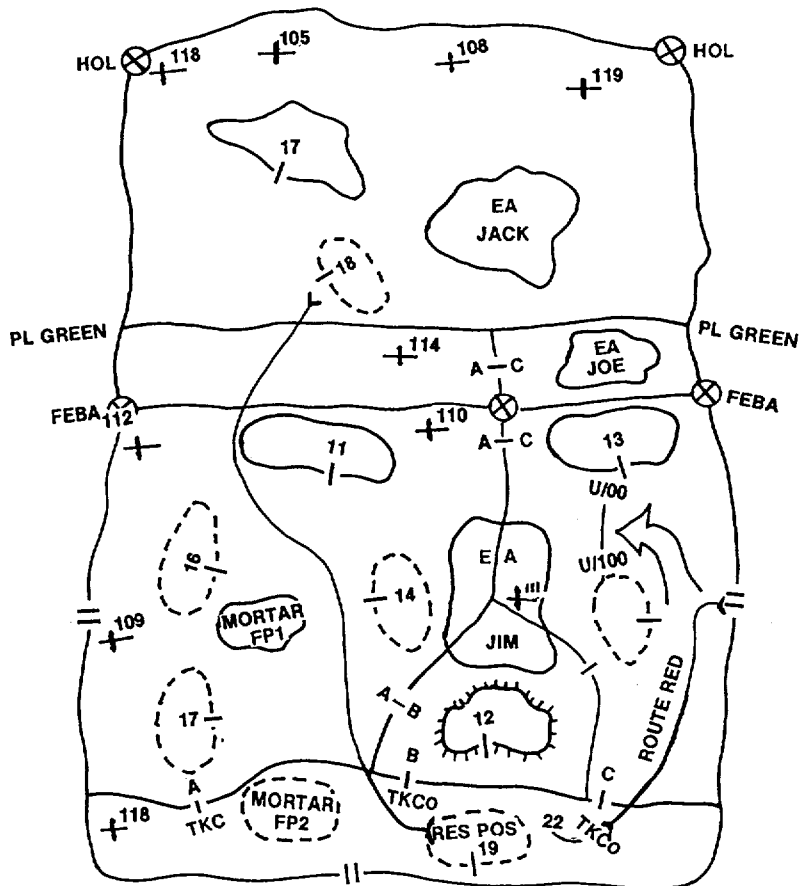 HOL
118
105
108
119
HOL
17
EA
JACK
18
PL GREEN
PL GREEN
114
A C
EA
JOE
FEBA
112
110
FEBA
A C
11
13
U/00
16
14
E A
U/100
111
109
MORTAR
FP1
JIM
ROUTE RED
A B
17
12
A
TKC
B
TKCo
C
TKCo
MORTAR
FP2
118
RES POS
19
22